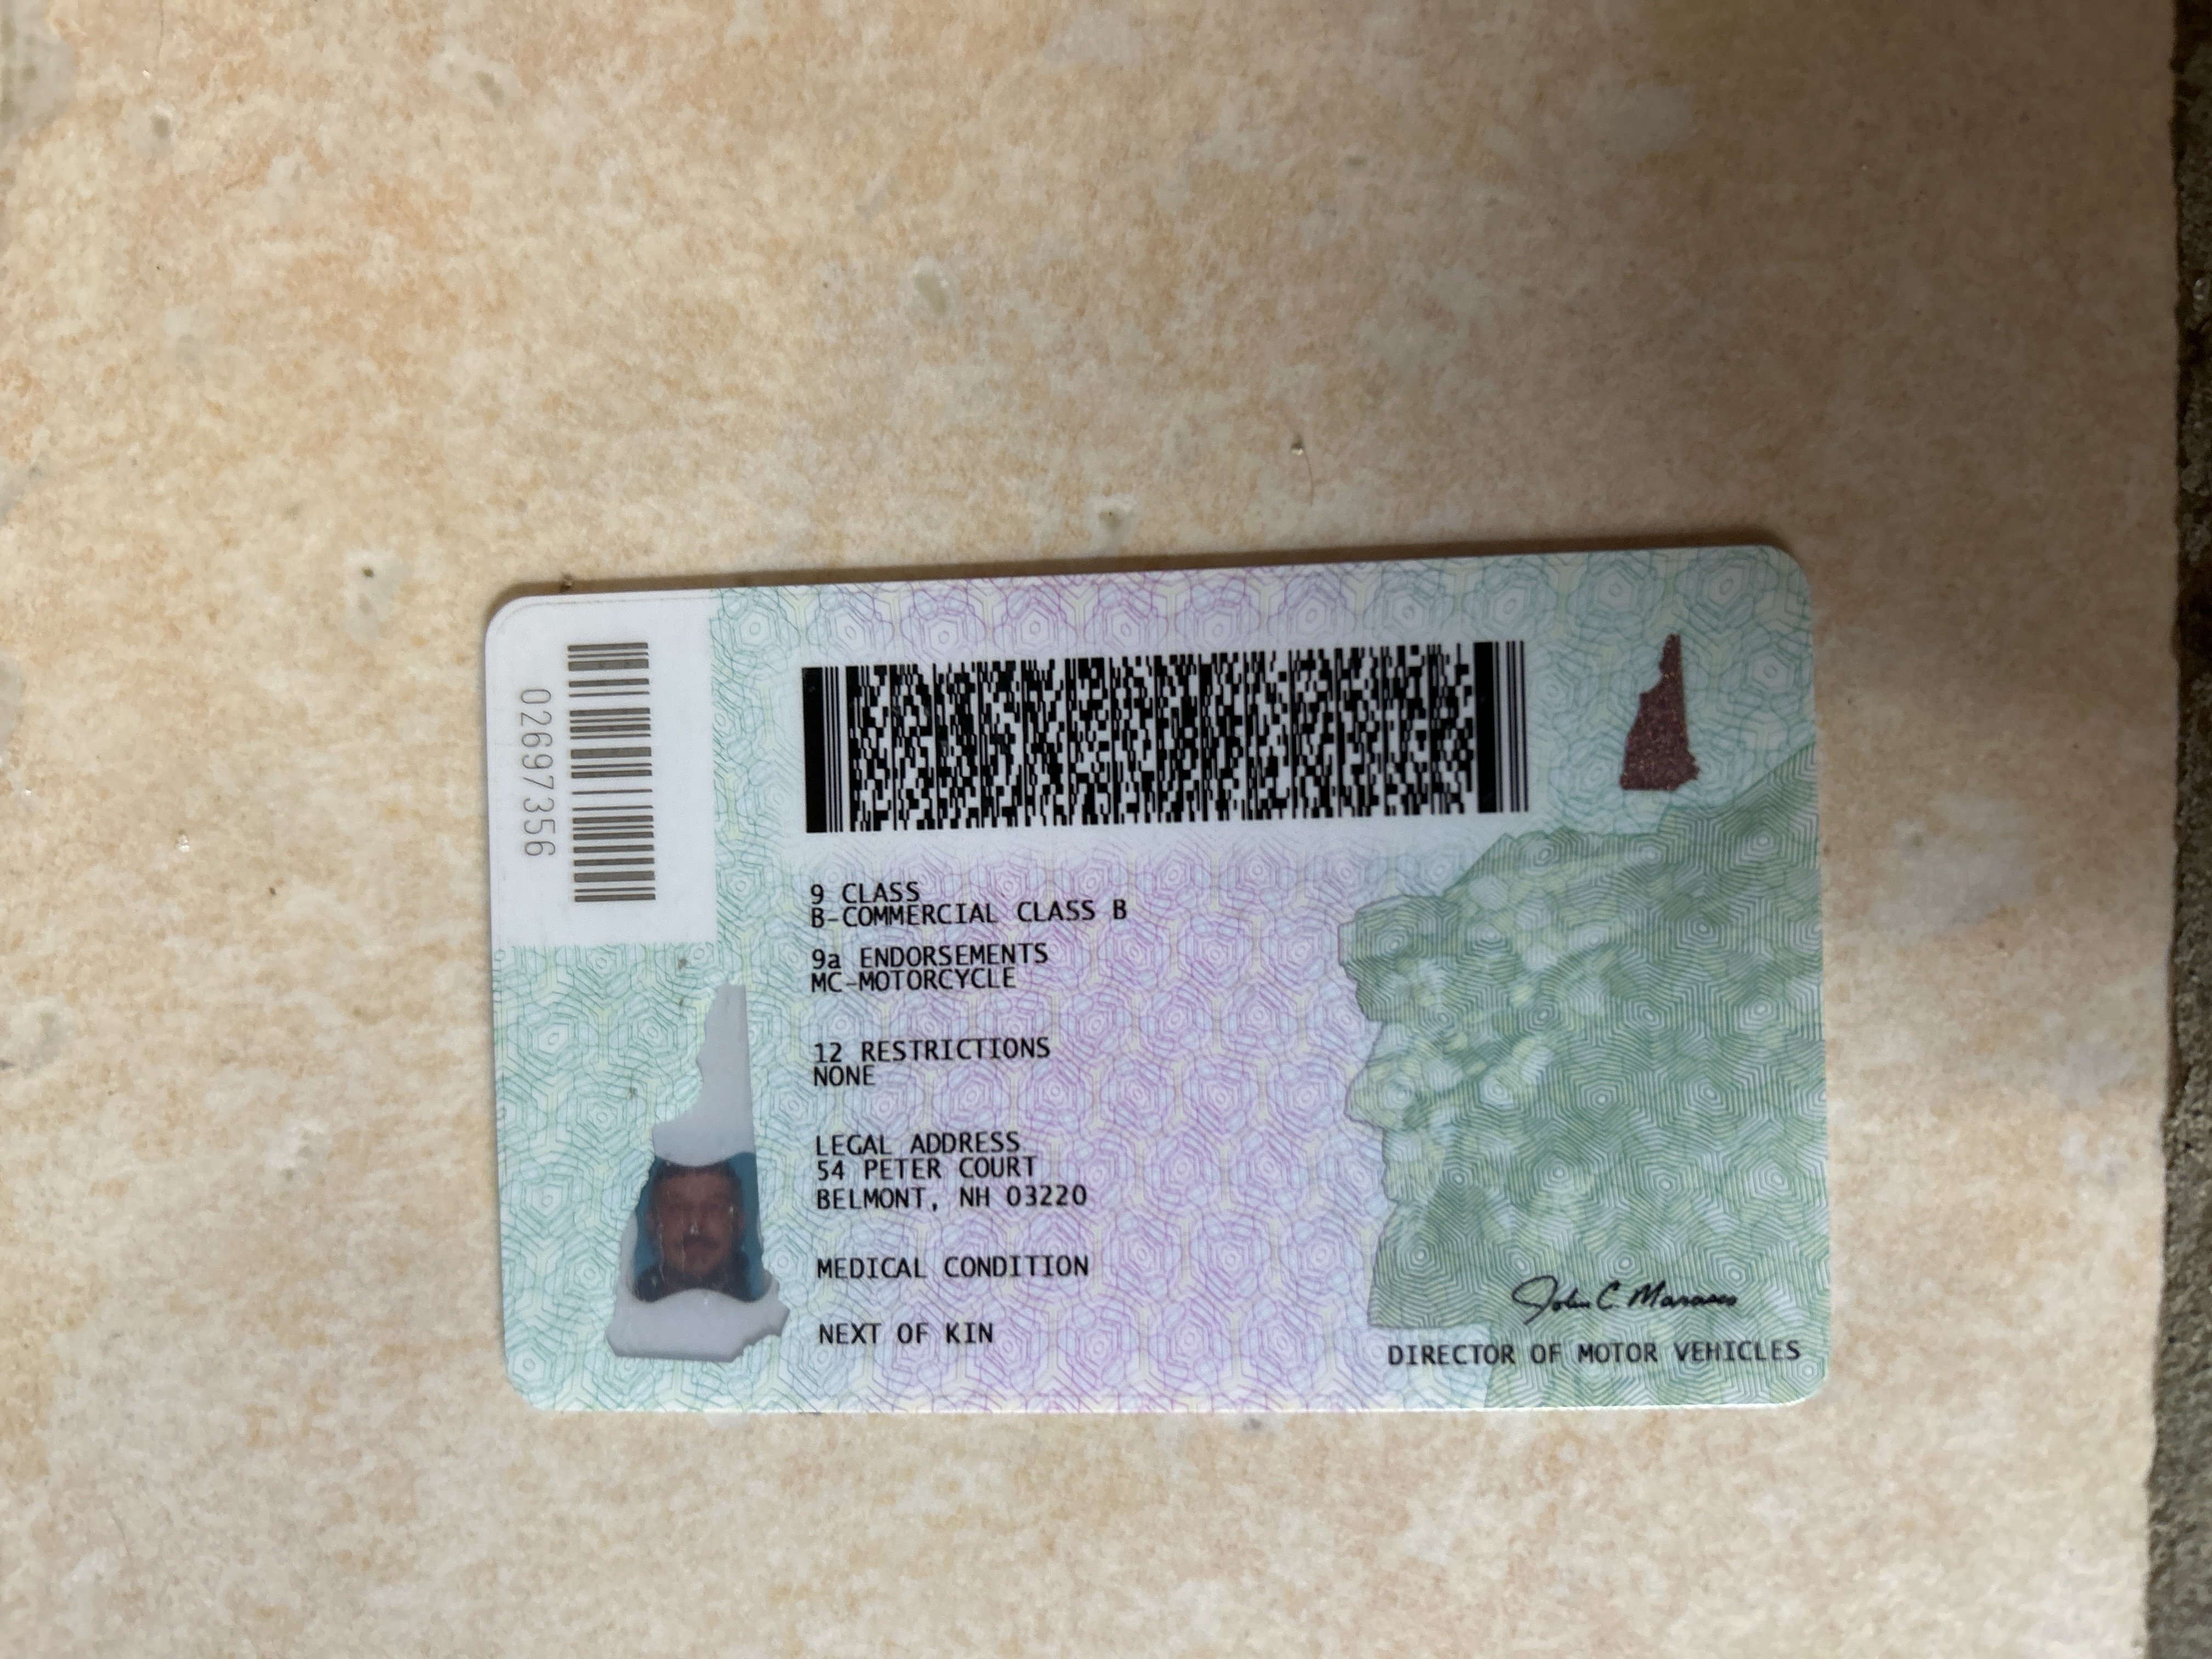 02697356
9 CLASS
B-COMMERCIAL CLASS B
9a ENDORSEMENTS
MC-MOTORCYCLE
12 RESTRICTIONS
NONE
LEGAL ADDRESS
54 PETER COURT
BELMONT, NH 03220
MEDICAL CONDITION
NEXT OF KIN
John C. Marasco
DIRECTOR OF MOTOR VEHICLES